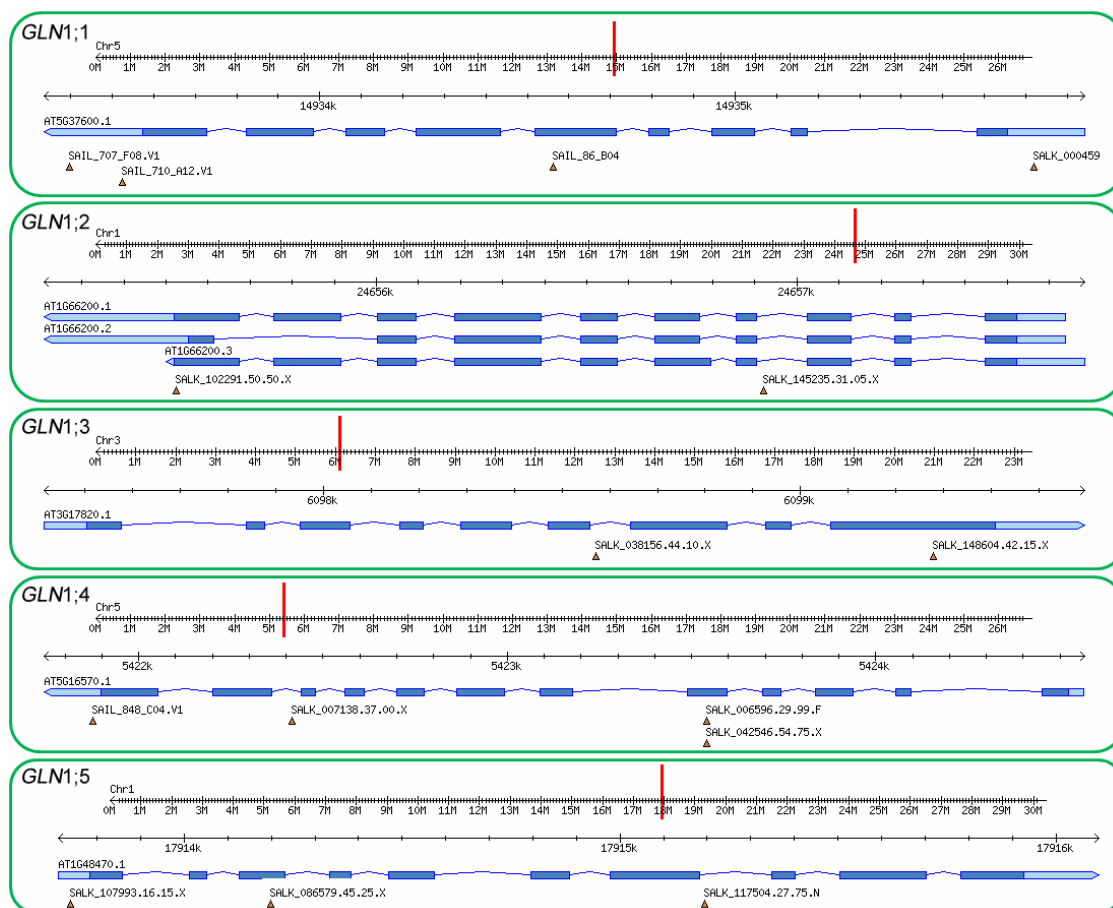 GLN1;1
Chr5
0M 1M 2M 3M 4M 5M 6M 7M 8M 9M 10M 11M 12M 13M 14M 15M 16M 17M 18M 19M 20M 21M 22M 23M 24M 25M 26M
14934k 14935k
AT5G37600.1
SAIL_707_F08.V1 SAIL_86_B04 SALK_000459
SAIL_710_A12.V1
GLN1;2
Chr1
0M 1M 2M 3M 4M 5M 6M 7M 8M 9M 10M 11M 12M 13M 14M 15M 16M 17M 18M 19M 20M 21M 22M 23M 24M 25M 26M 27M 28M 29M 30M
24656k 24657k
AT1G66200.1
AT1G66200.2
AT1G66200.3
SALK_102291.50.50.X SALK_145235.31.05.X
GLN1;3
Chr3
0M 1M 2M 3M 4M 5M 6M 7M 8M 9M 10M 11M 12M 13M 14M 15M 16M 17M 18M 19M 20M 21M 22M 23M
6098k 6099k
AT3G17820.1
SALK_038156.44.10.X SALK_148604.42.15.X
GLN1;4
Chr5
0M 1M 2M 3M 4M 5M 6M 7M 8M 9M 10M 11M 12M 13M 14M 15M 16M 17M 18M 19M 20M 21M 22M 23M 24M 25M 26M
5422k 5423k 5424k
AT5G16570.1
SAIL_848_C04.V1 SALK_007138.37.00.X SALK_006596.29.99.F
SALK_042546.54.75.X
GLN1;5
Chr1
0M 1M 2M 3M 4M 5M 6M 7M 8M 9M 10M 11M 12M 13M 14M 15M 16M 17M 18M 19M 20M 21M 22M 23M 24M 25M 26M 27M 28M 29M 30M
17914k 17915k 17916k
AT1G48470.1
SALK_107993.16.15.X SALK_086579.45.25.X SALK_117504.27.75.N